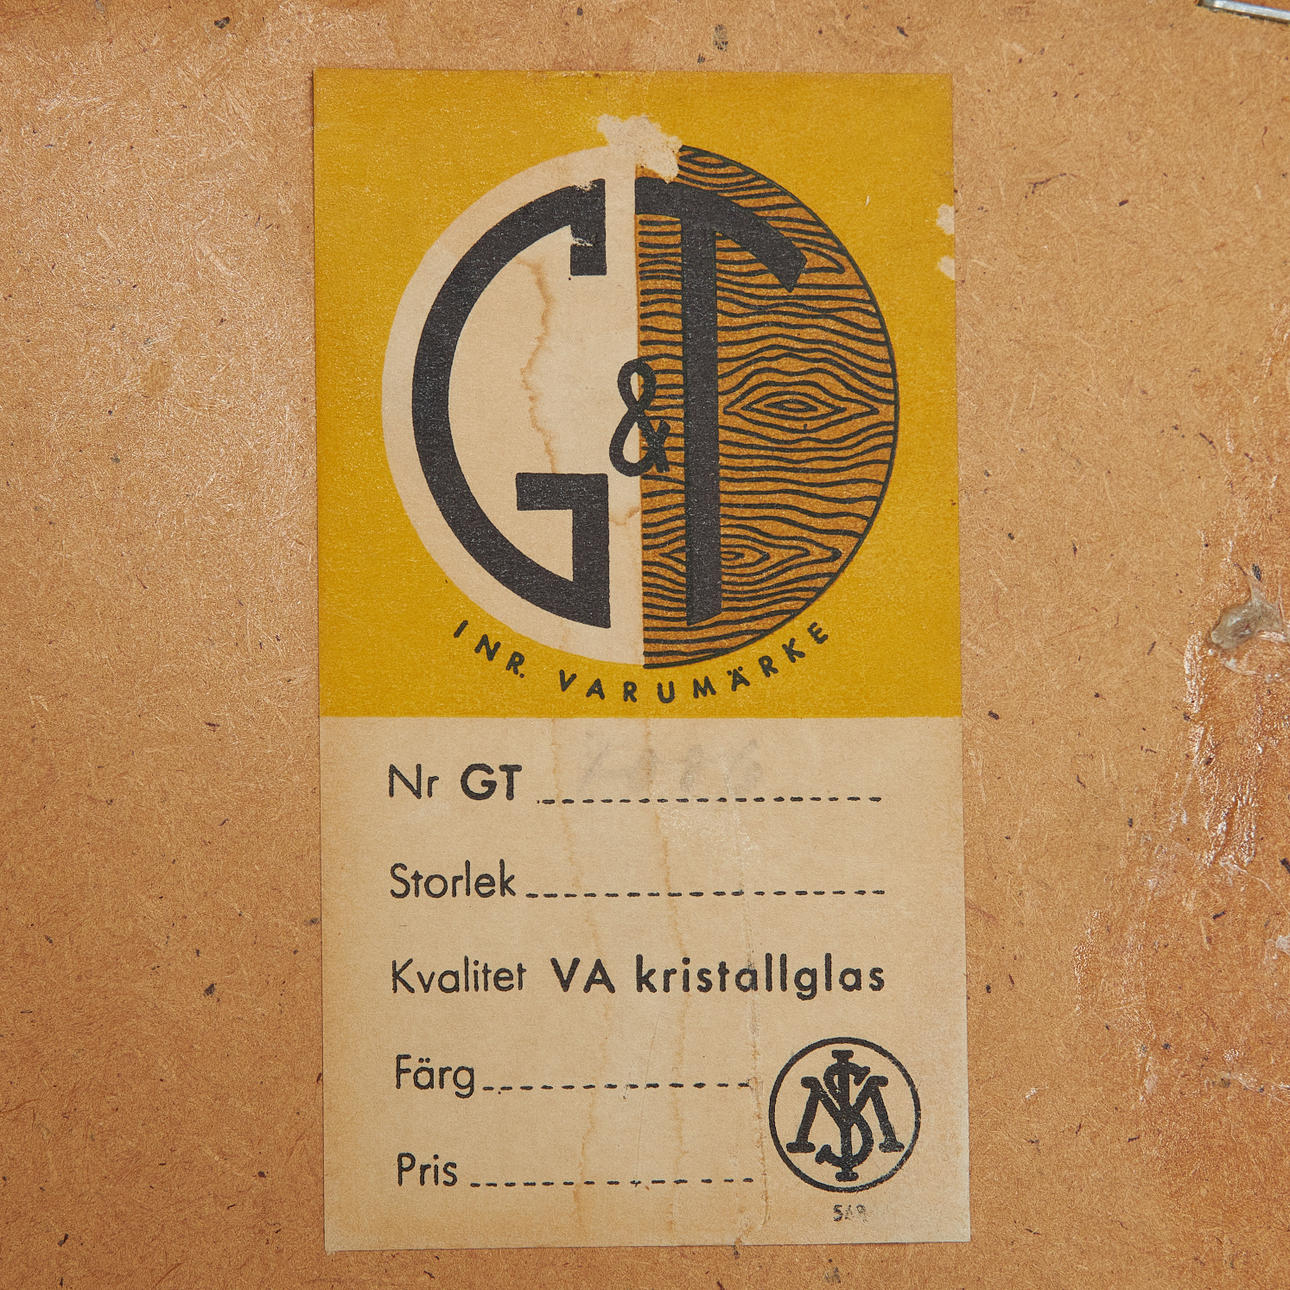 G&T
INR. VARUMÄRKE
Nr GT
Storlek
Kvalitet VA kristallglas
Färg
Pris